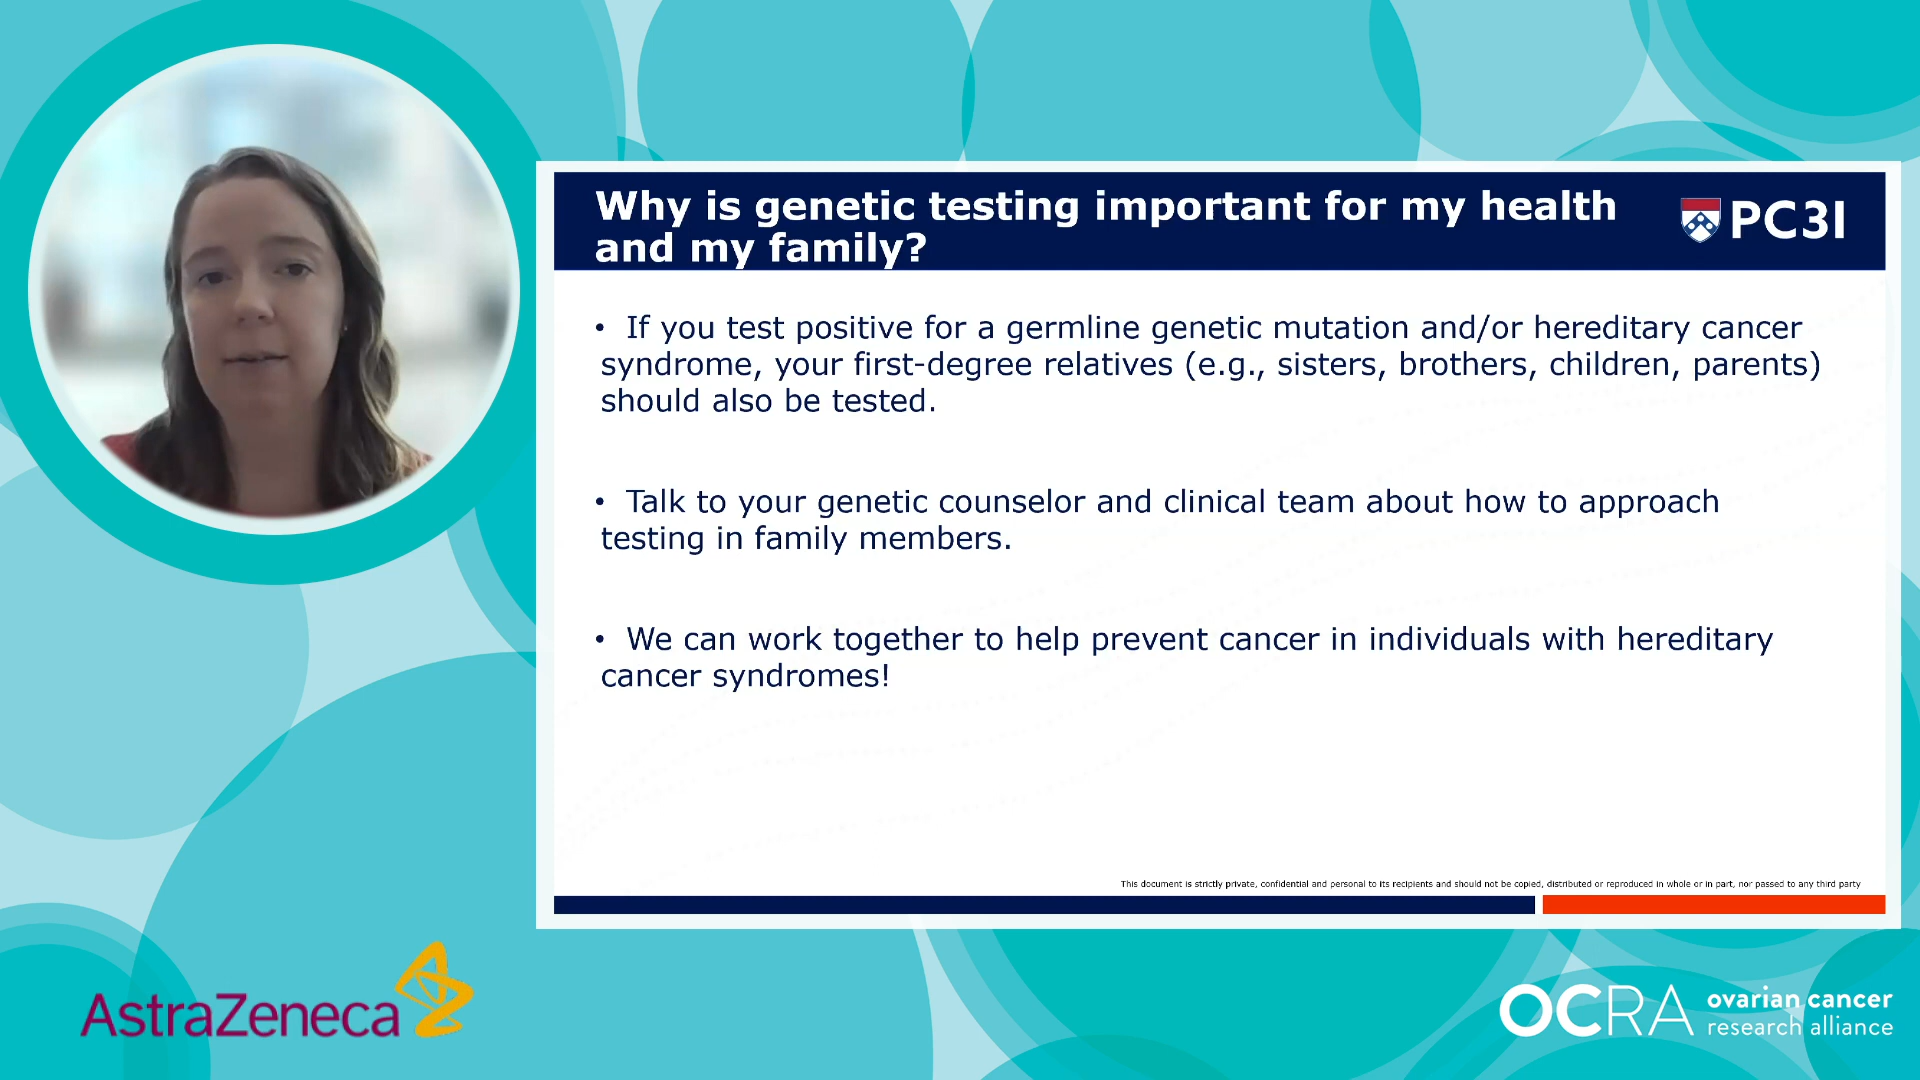 Why is genetic testing important for my health
and my family?
PC3I
• If you test positive for a germline genetic mutation and/or hereditary cancer
syndrome, your first-degree relatives (e.g., sisters, brothers, children, parents)
should also be tested.
• Talk to your genetic counselor and clinical team about how to approach
testing in family members.
• We can work together to help prevent cancer in individuals with hereditary
cancer syndromes!
This document is strictly private, confidential and personal to its recipients and should not be copied, distributed or reproduced in whole or in part, nor passed to any third party
AstraZeneca
OCRA
ovarian cancer
research alliance